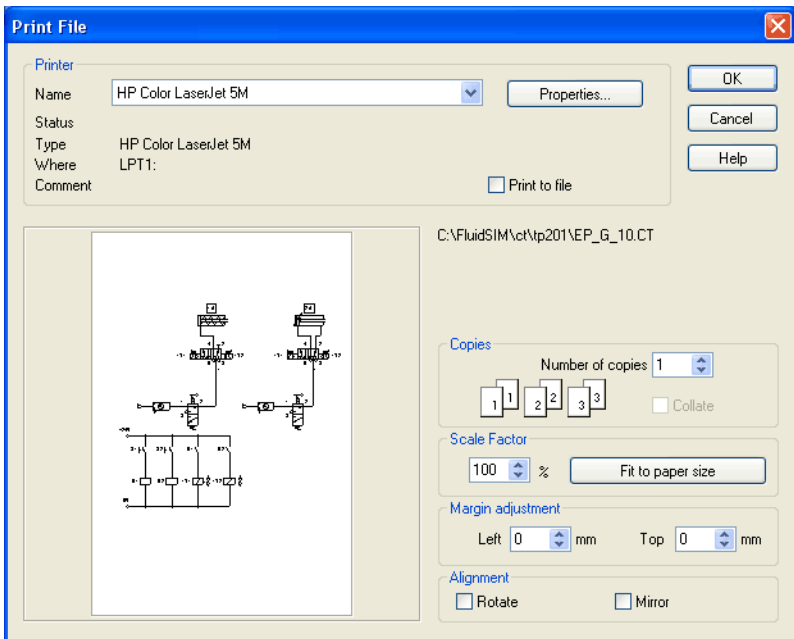 Print File
Printer
Name HP Color LaserJet 5M Properties...
OK
Status
Cancel
Type HP Color LaserJet 5M
Where LPT1:
Help
Comment Print to file
C:\FluidSIM\ct\tp201\EP_G_10.CT
Copies
Number of copies 1
1 1 2 2 3 3 Collate
Scale Factor
100 % Fit to paper size
Margin adjustment
Left 0 mm Top 0 mm
Alignment
Rotate Mirror